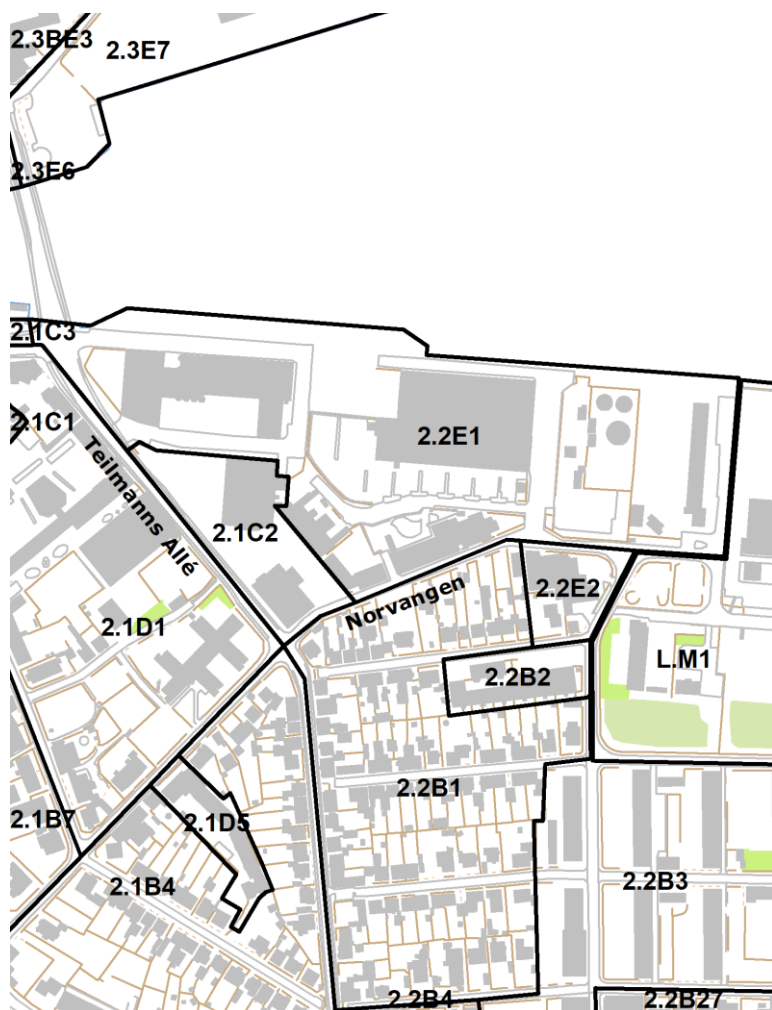 2.3BE3
2.3E7
2.3E6
2.1C3
2.1C1
2.2E1
Teilmanns Allé
2.1C2
2.2E2
Norvangen
2.1D1
L.M1
2.2B2
2.2B1
2.1B7
2.1D5
2.1B4
2.2B3
2.2B4
2.2B27